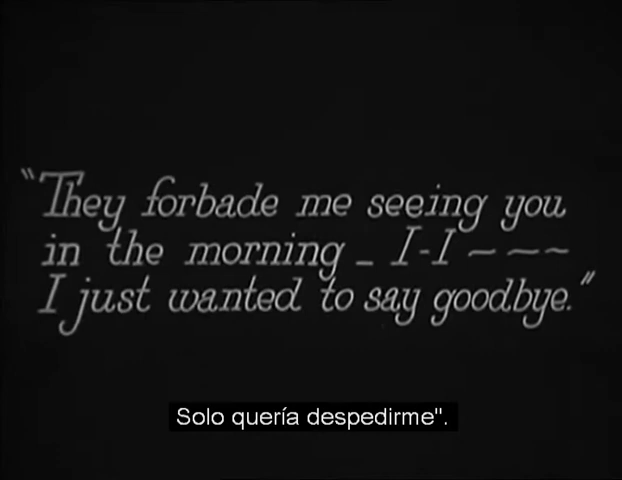 "They forbade me seeing you
in the morning _ I-I ~ ~ ~
I just wanted to say goodbye."
Solo quería despedirme".